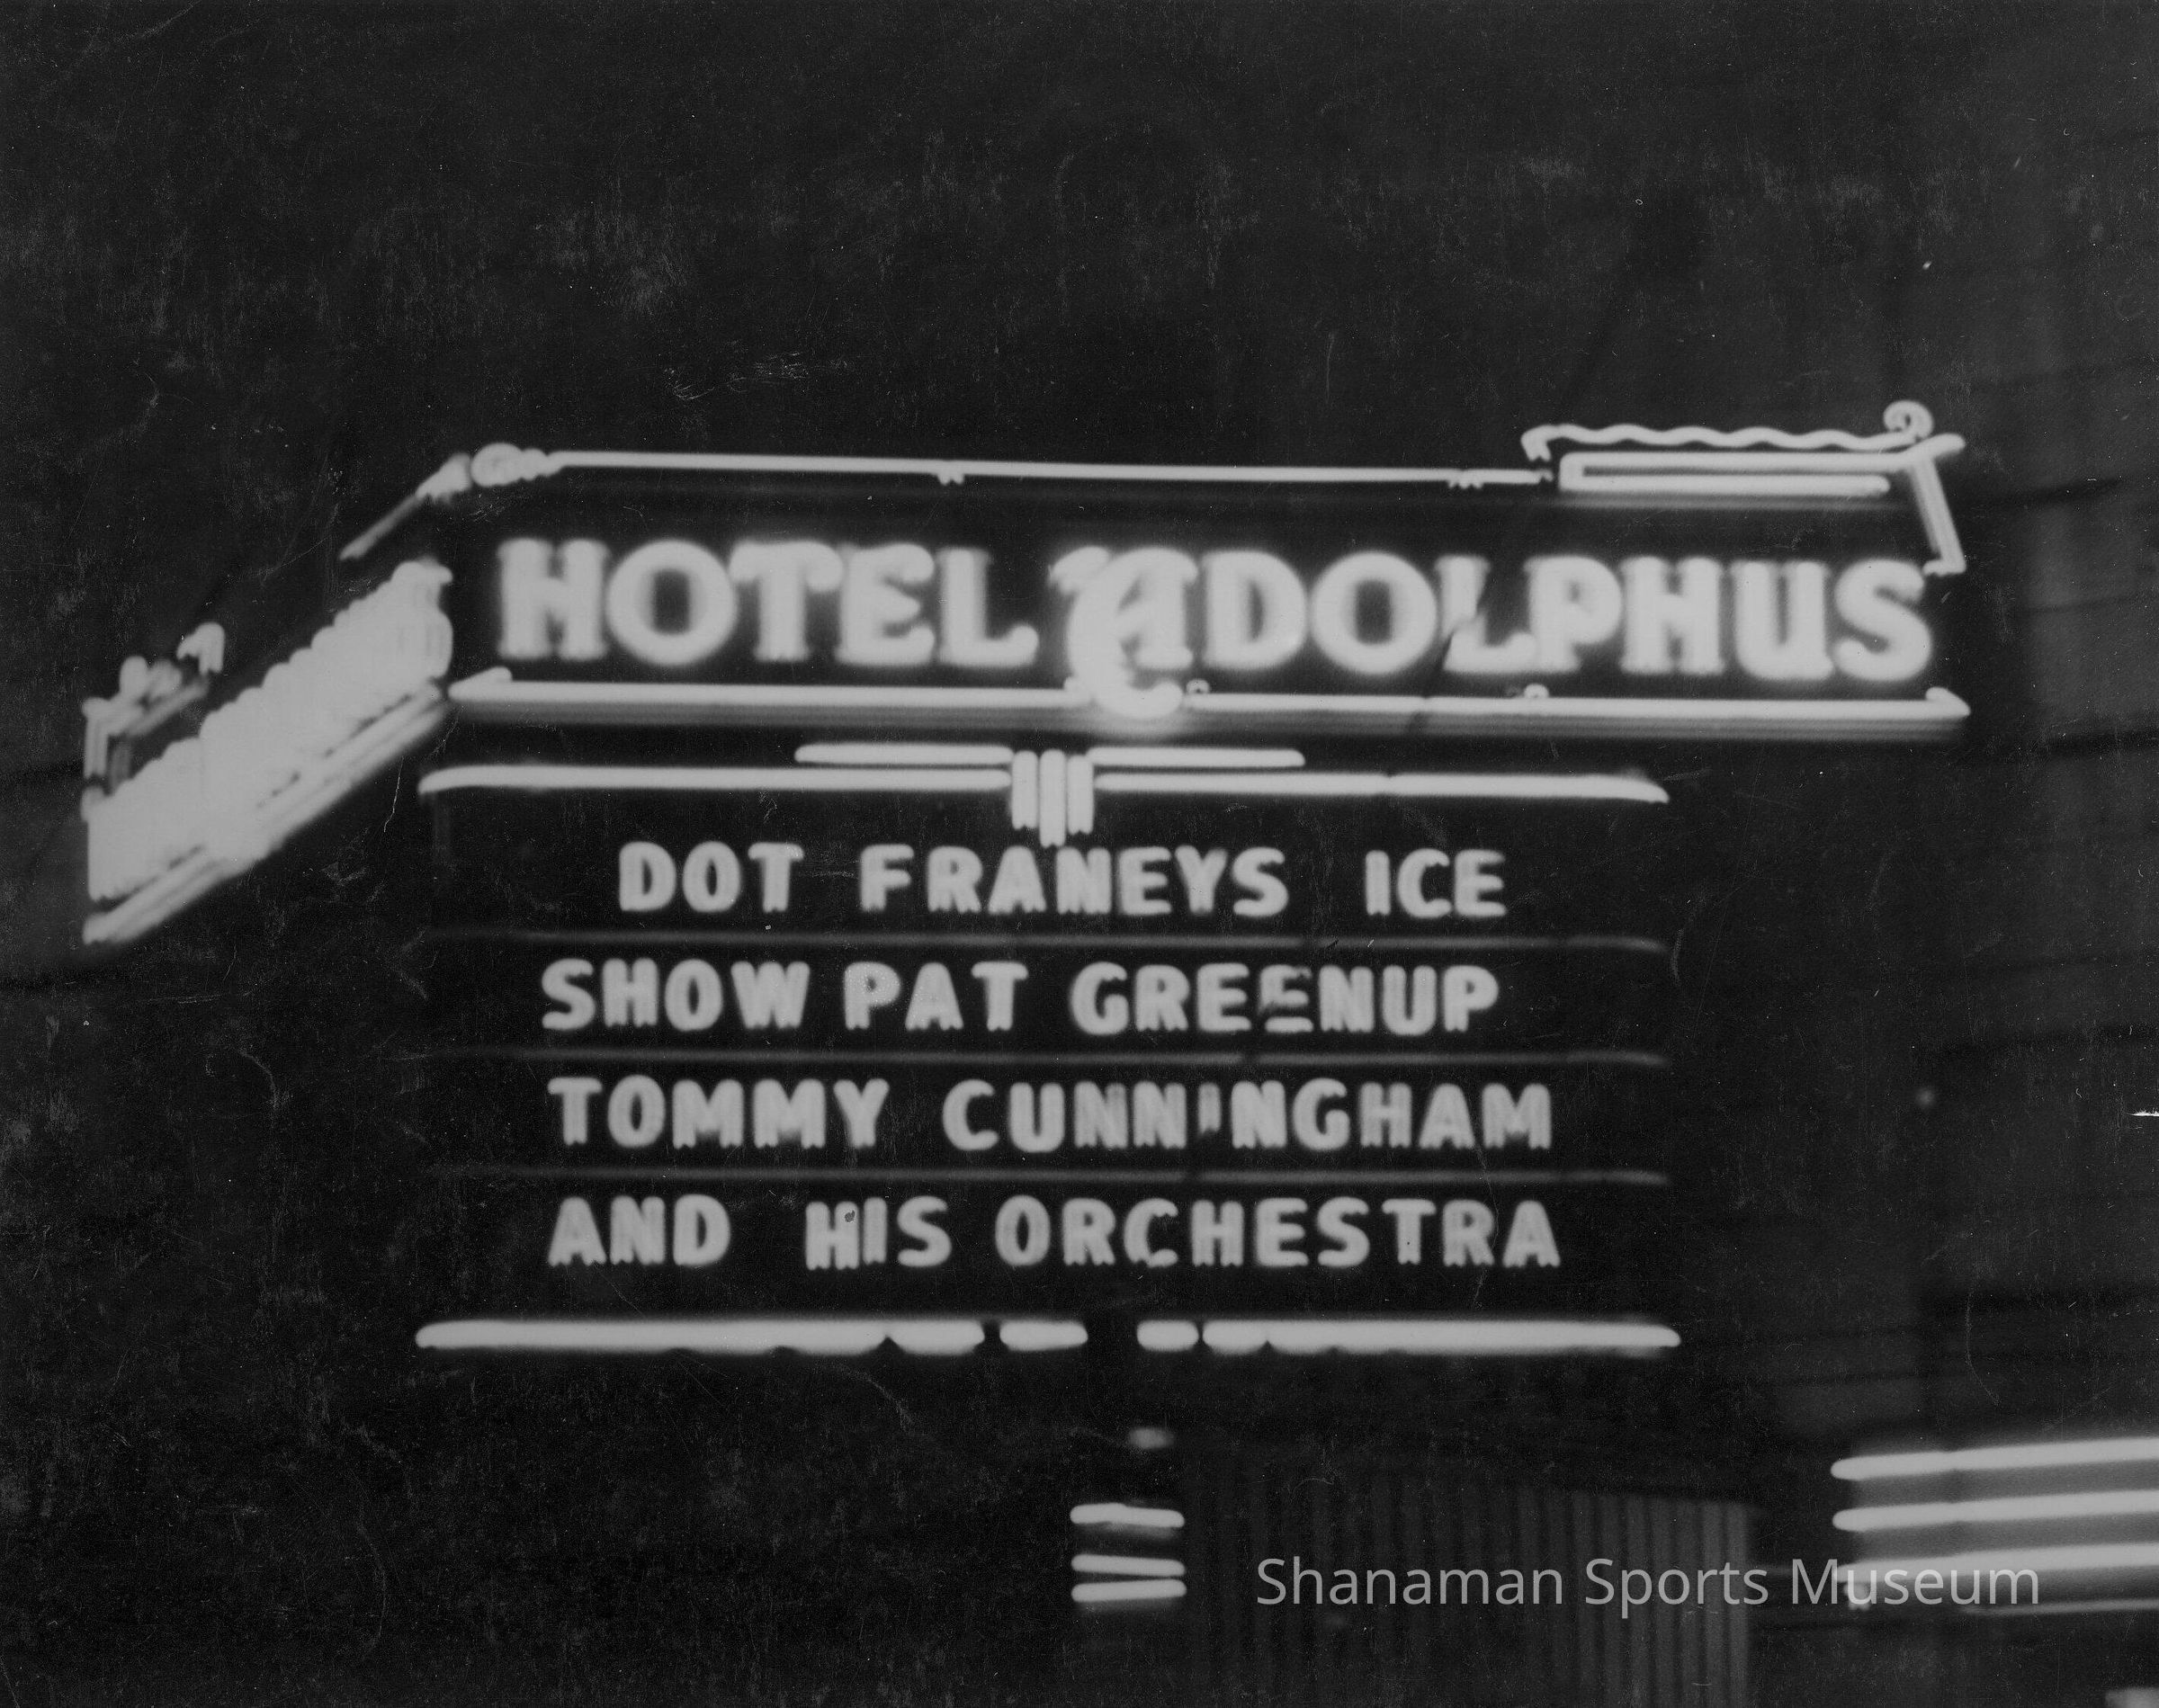 HOTEL ADOLPHUS
DOT FRANEYS ICE
SHOW PAT GREENUP
TOMMY CUNNINGHAM
AND HIS ORCHESTRA
Shanaman Sports Museum